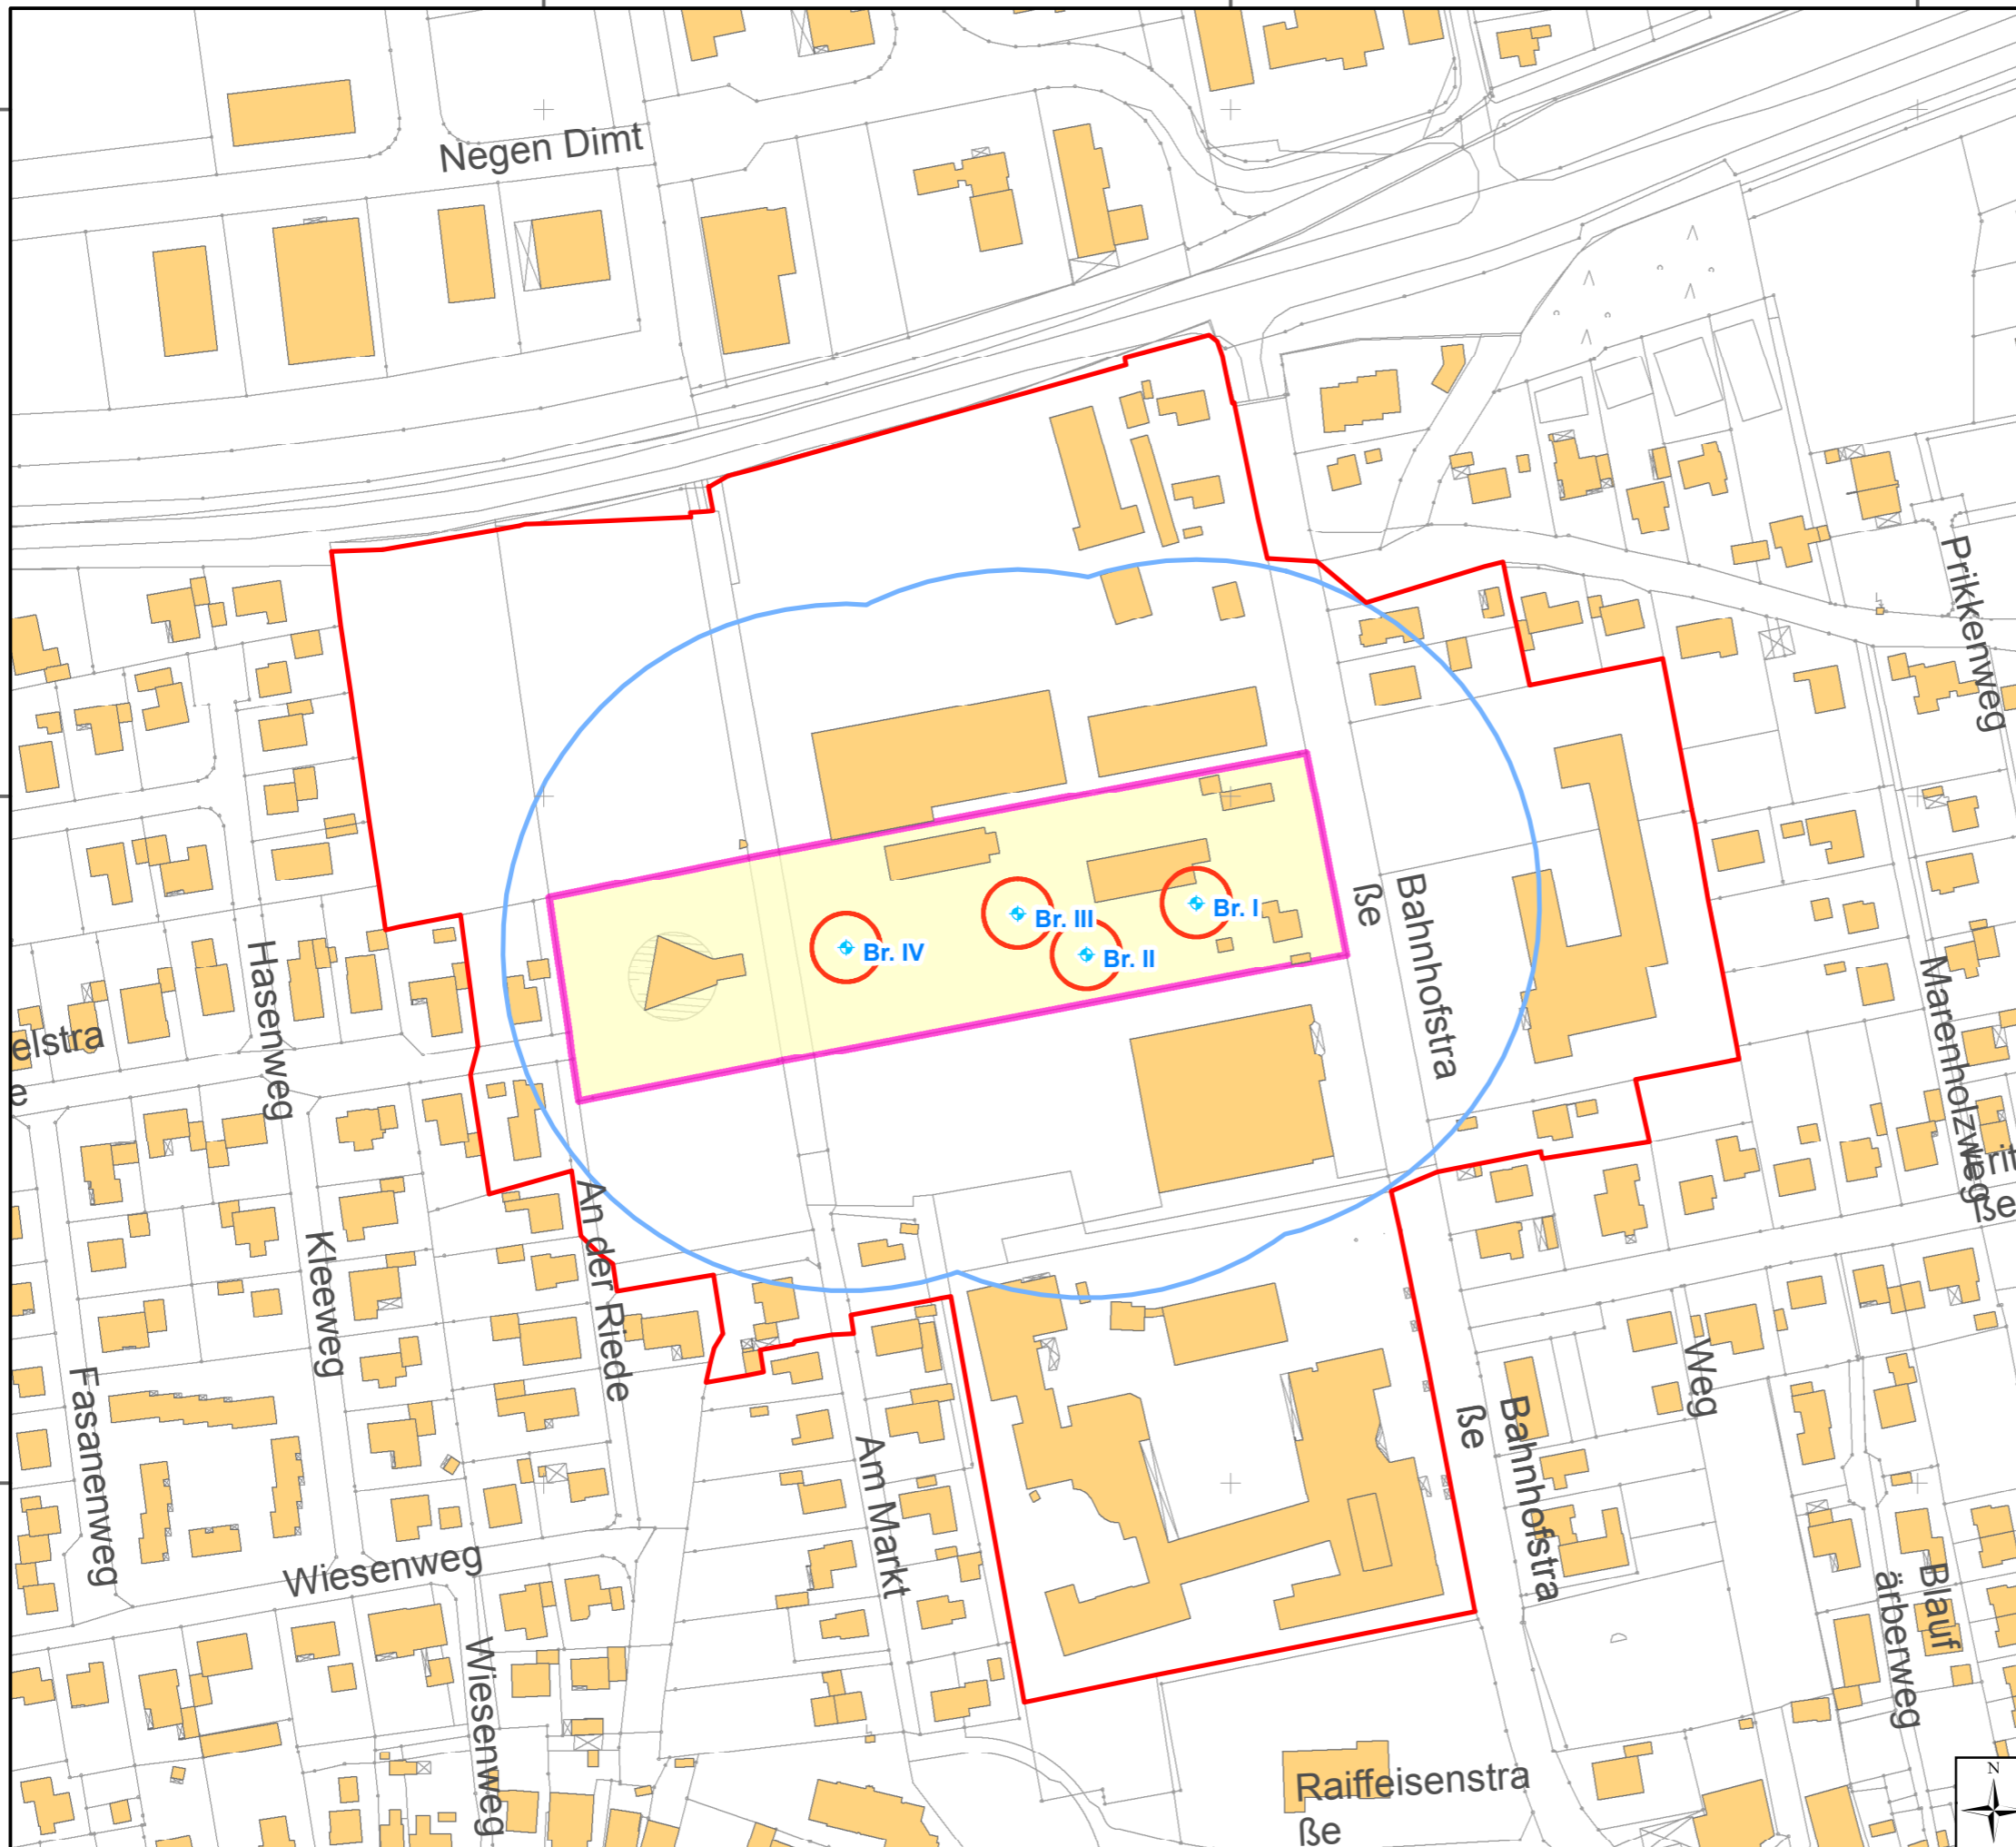 Negen Dimt
Prikkenweg
Bahnhofstra
ße
Br. I
Br. III
Br. IV
Br. II
Hasenweg
elstra
e
Marenholzweg
rit
ße
An der Riede
Kleeweg
Fasanenweg
Weg
Am Markt
Bahnhofstra
ße
Wiesenweg
Wiesenweg
Blauf
ärberweg
Raiffeisenstra
ße
N